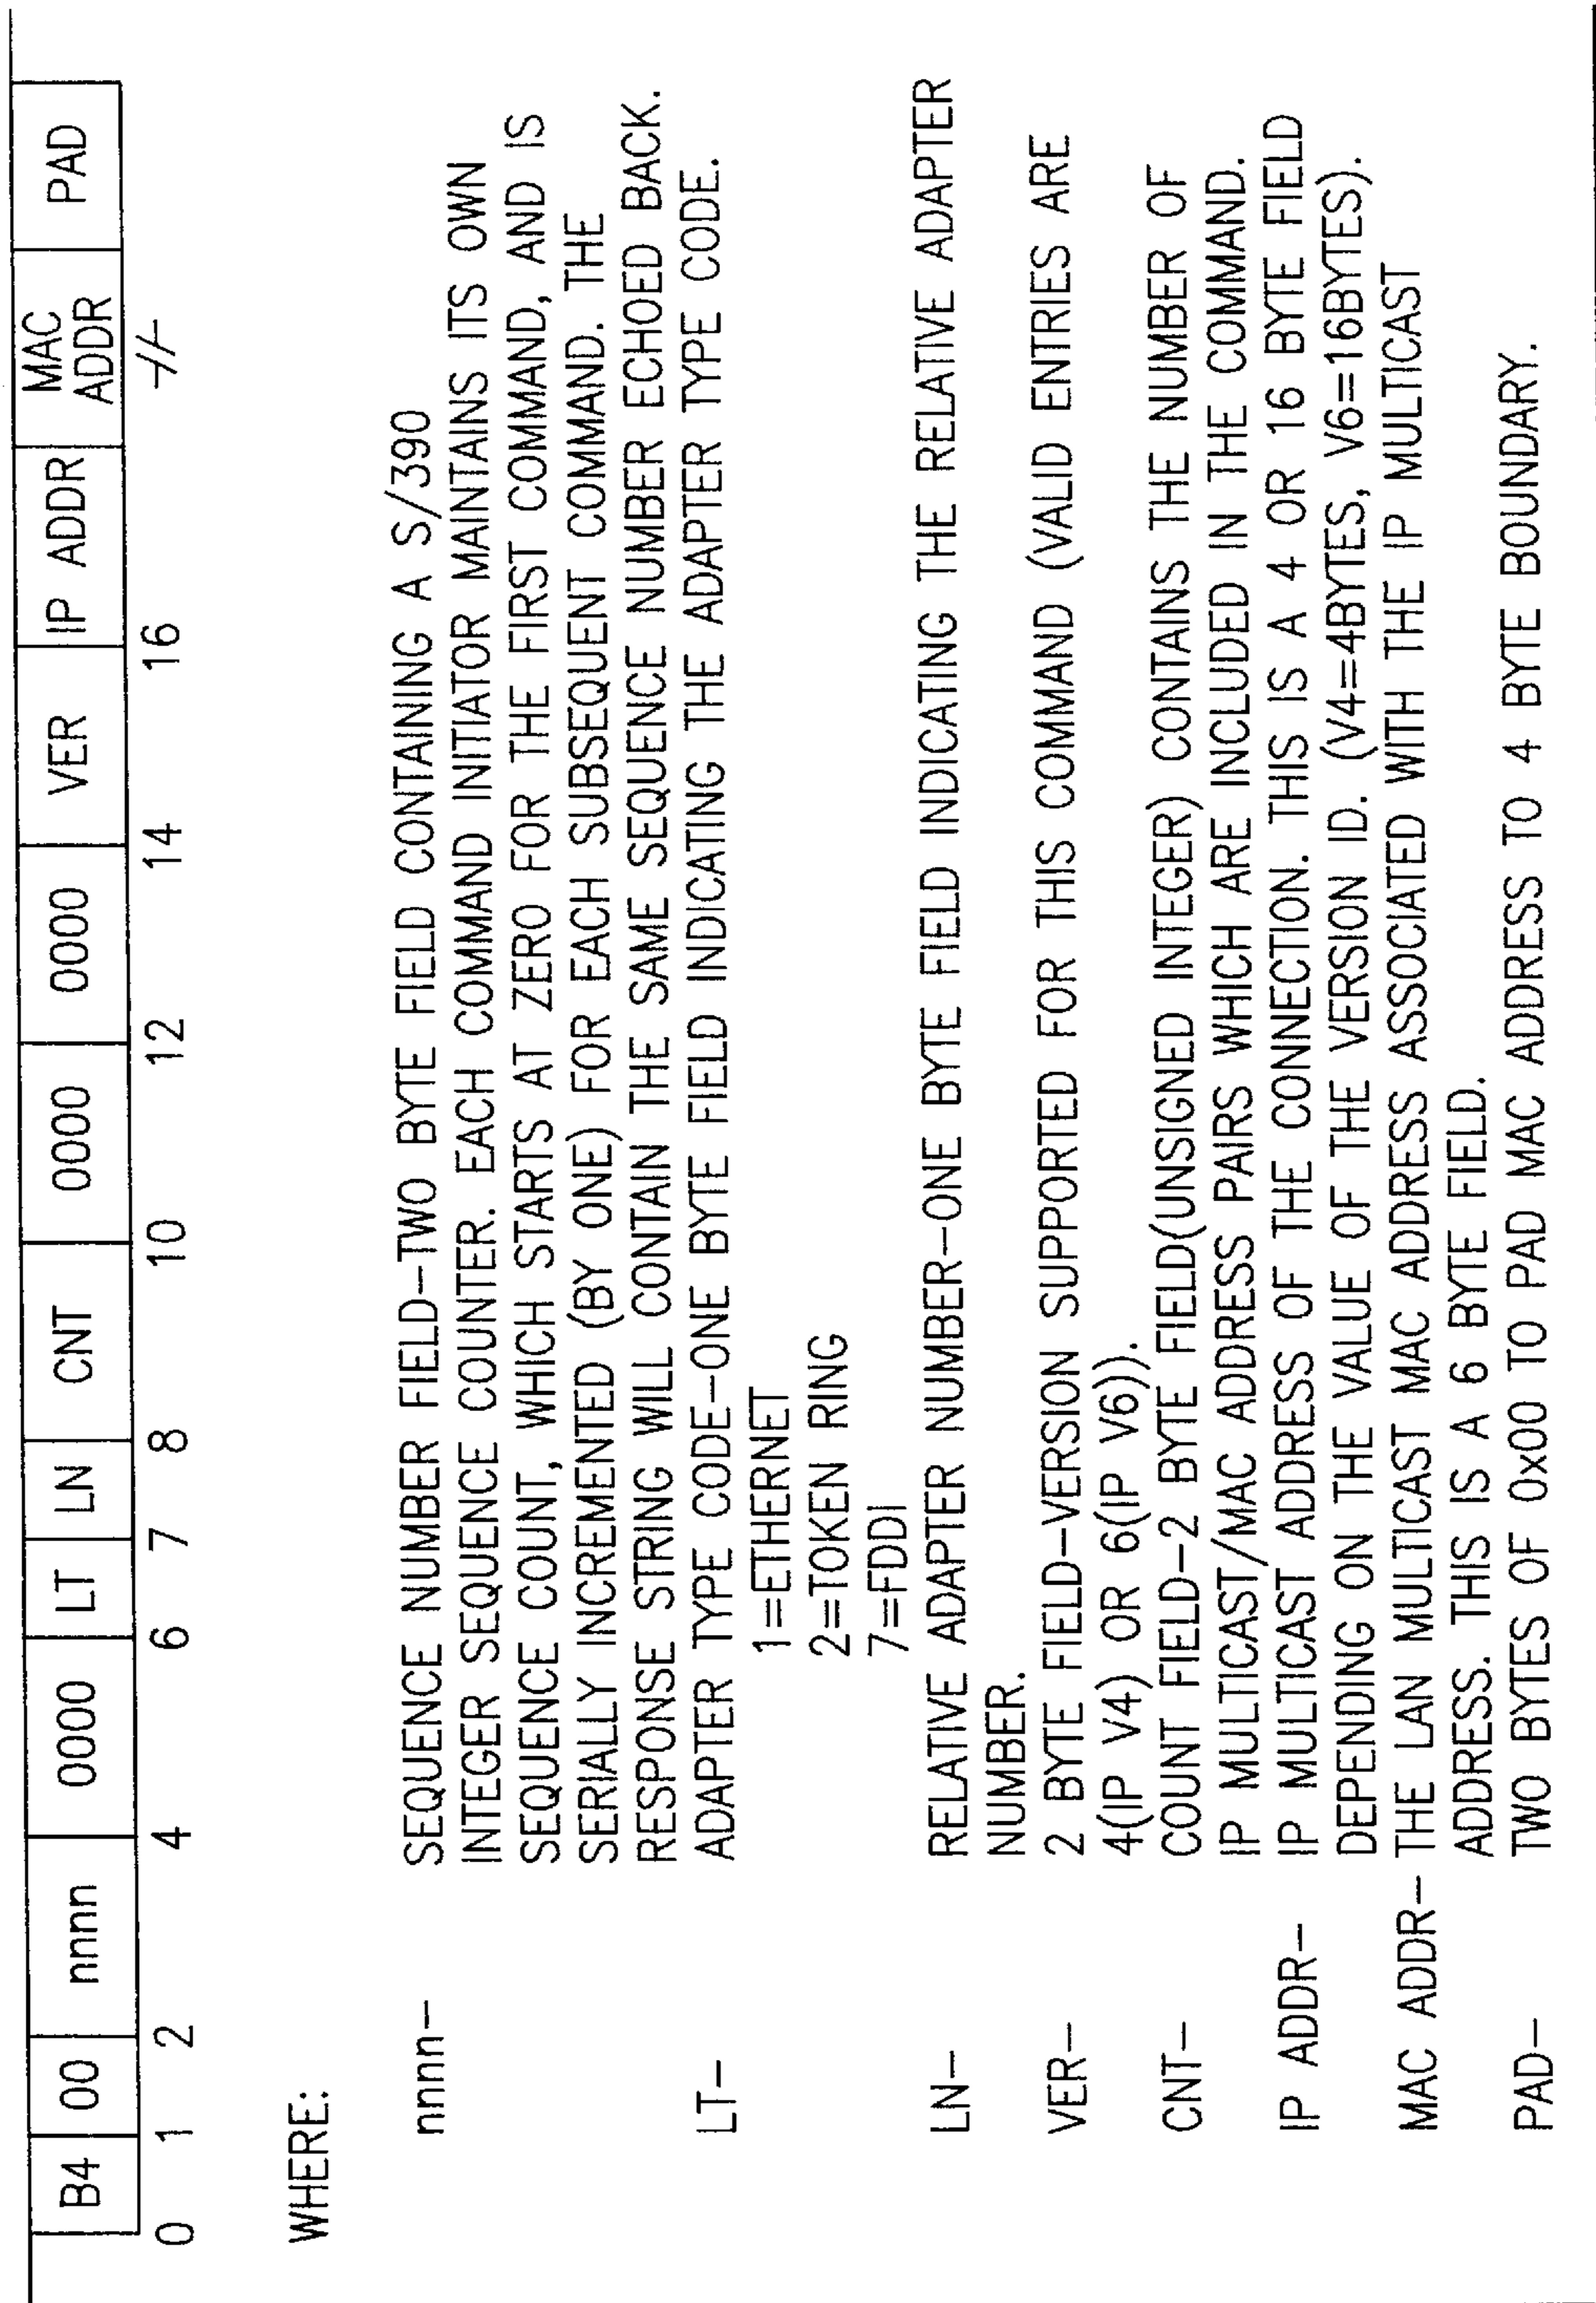 B4 00 nnnn 0000 LT LN CNT 0000 0000 VER IP ADDR MAC ADDR PAD
0 1 2 4 6 7 8 10 12 14 16
WHERE:
nnnn- SEQUENCE NUMBER FIELD-TWO BYTE FIELD CONTAINING A S/390
INTEGER SEQUENCE COUNTER. EACH COMMAND INITIATOR MAINTAINS ITS OWN
SEQUENCE COUNT, WHICH STARTS AT ZERO FOR THE FIRST COMMAND, AND IS
SERIALLY INCREMENTED (BY ONE) FOR EACH SUBSEQUENT COMMAND. THE
RESPONSE STRING WILL CONTAIN THE SAME SEQUENCE NUMBER ECHOED BACK.
LT- ADAPTER TYPE CODE-ONE BYTE FIELD INDICATING THE ADAPTER TYPE CODE.
1=ETHERNET
2=TOKEN RING
7=FDDI
LN- RELATIVE ADAPTER NUMBER-ONE BYTE FIELD INDICATING THE RELATIVE ADAPTER
NUMBER.
VER- 2 BYTE FIELD-VERSION SUPPORTED FOR THIS COMMAND (VALID ENTRIES ARE
4(IP V4) OR 6(IP V6)).
CNT- COUNT FIELD-2 BYTE FIELD(UNSIGNED INTEGER) CONTAINS THE NUMBER OF
IP MULTICAST/MAC ADDRESS PAIRS WHICH ARE INCLUDED IN THE COMMAND.
IP ADDR- IP MULTICAST ADDRESS OF THE CONNECTION. THIS IS A 4 OR 16 BYTE FIELD
DEPENDING ON THE VALUE OF THE VERSION ID. (V4=4BYTES, V6=16BYTES).
MAC ADDR- THE LAN MULTICAST MAC ADDRESS ASSOCIATED WITH THE IP MULTICAST
ADDRESS. THIS IS A 6 BYTE FIELD.
PAD- TWO BYTES OF 0x00 TO PAD MAC ADDRESS TO 4 BYTE BOUNDARY.